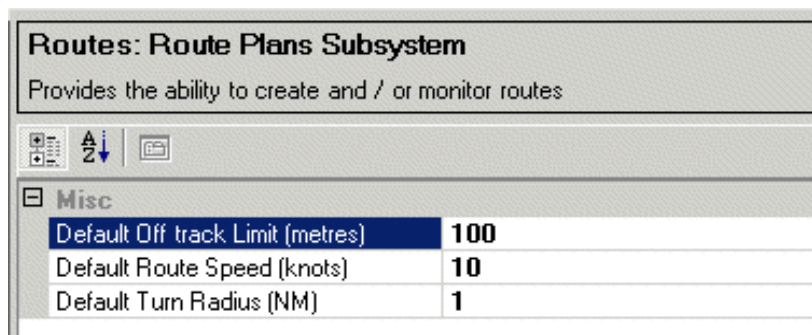 Routes: Route Plans Subsystem
Provides the ability to create and / or monitor routes
A
Z
Misc
Default Off track Limit (metres) 100
Default Route Speed (knots) 10
Default Turn Radius (NM) 1